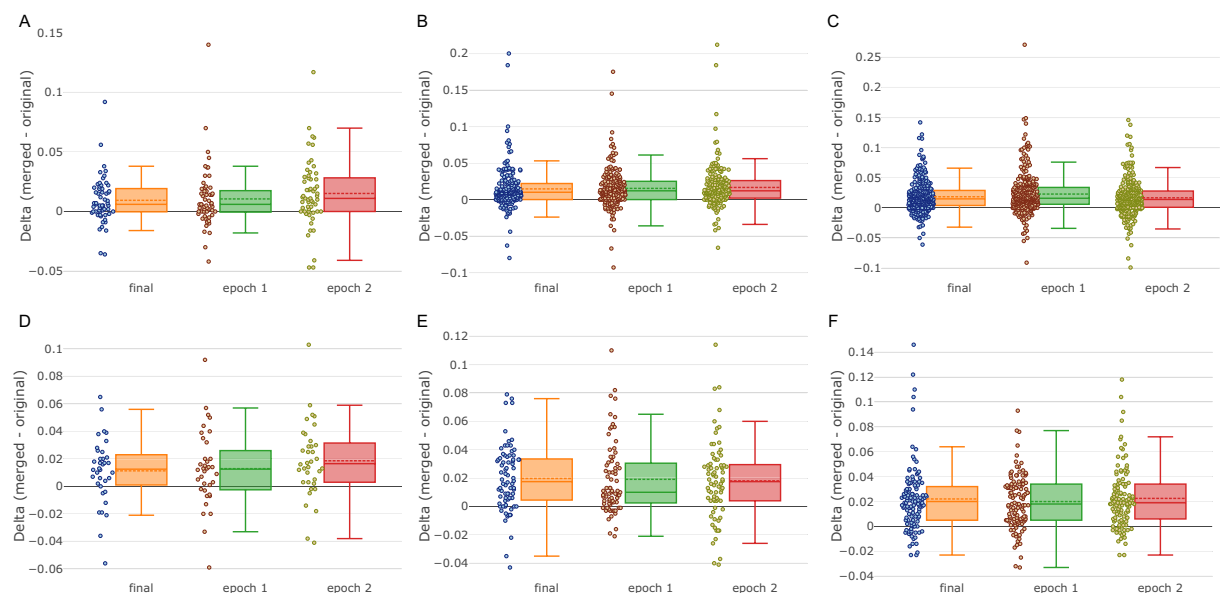 A
Delta (merged - original)
0.15
0.1
0.05
0
−0.05
final
epoch 1
epoch 2
B
Delta (merged - original)
0.2
0.15
0.1
0.05
0
−0.05
−0.1
final
epoch 1
epoch 2
C
Delta (merged - original)
0.25
0.2
0.15
0.1
0.05
0
−0.05
−0.1
final
epoch 1
epoch 2
D
Delta (merged - original)
0.1
0.08
0.06
0.04
0.02
0
−0.02
−0.04
−0.06
final
epoch 1
epoch 2
E
Delta (merged - original)
0.12
0.1
0.08
0.06
0.04
0.02
0
−0.02
−0.04
final
epoch 1
epoch 2
F
Delta (merged - original)
0.14
0.12
0.1
0.08
0.06
0.04
0.02
0
−0.02
−0.04
final
epoch 1
epoch 2